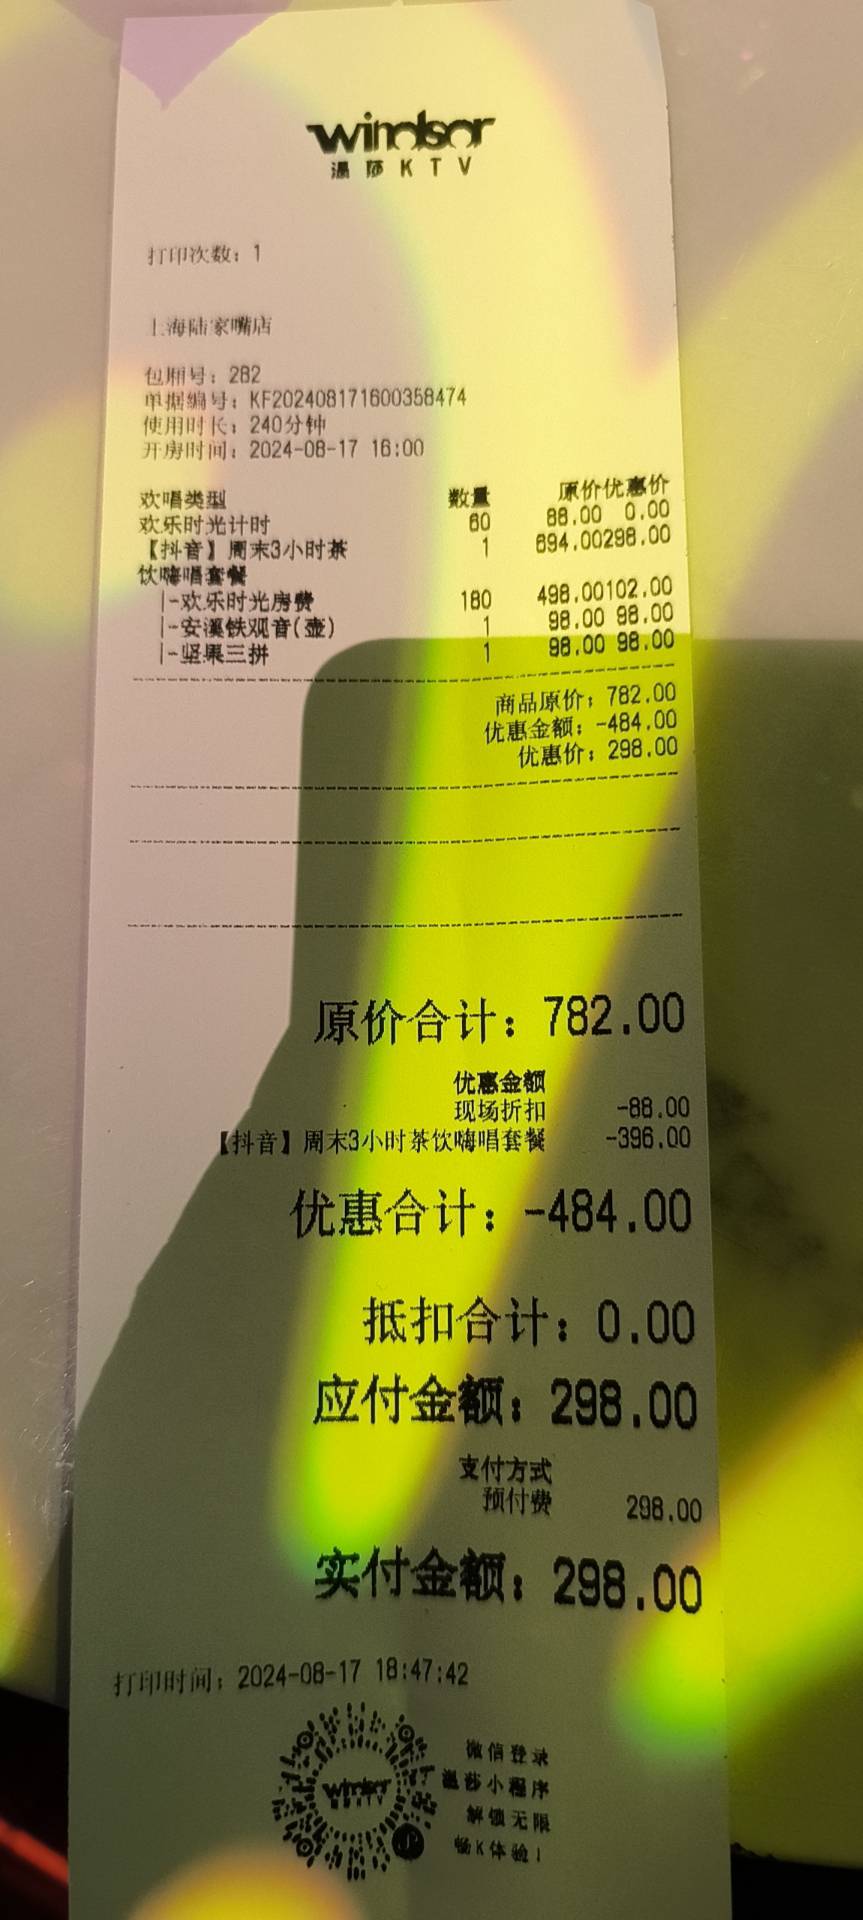 windsor
温莎KTV
打印次数：1
上海陆家嘴店
包厢号：282
单据编号：KF202408171600358474
使用时长：240分钟
开房时间：2024-08-17 16:00
欢唱类型 数量 原价优惠价
欢乐时光计时 60 88.00 0.00
【抖音】周末3小时茶 1 694.00298.00
饮嗨唱套餐
|-欢乐时光房费 180 498.00102.00
|-安溪铁观音(壶) 1 98.00 98.00
|-坚果三拼 1 98.00 98.00
商品原价：782.00
优惠金额：-484.00
优惠价：298.00
原价合计：782.00
优惠金额
现场折扣 -88.00
【抖音】周末3小时茶饮嗨唱套餐 -396.00
优惠合计：-484.00
抵扣合计：0.00
应付金额：298.00
支付方式
预付费 298.00
实付金额：298.00
打印时间：2024-08-17 18:47:42
windsor
温莎KTV
微信登录
温莎小程序
解锁无限
畅K体验！